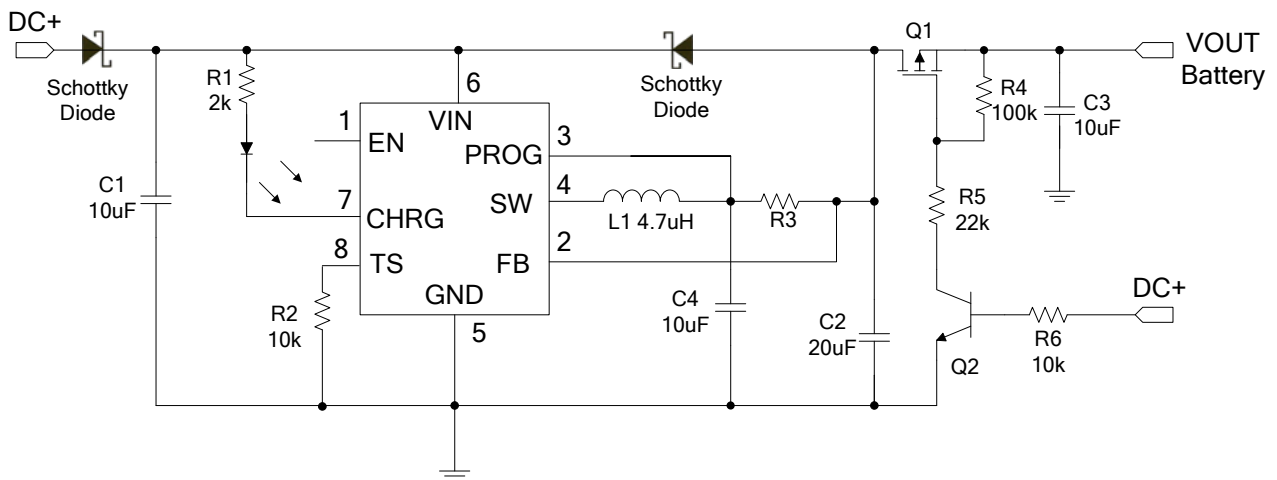 DC+
Schottky
Diode
R1
2k
6
VIN
1
EN
PROG
3
SW
4
L1 4.7uH
R3
7
CHRG
8
TS
FB
2
GND
5
C1
10uF
R2
10k
C4
10uF
C2
20uF
Schottky
Diode
Q1
R4
100k
C3
10uF
VOUT
Battery
R5
22k
DC+
R6
10k
Q2